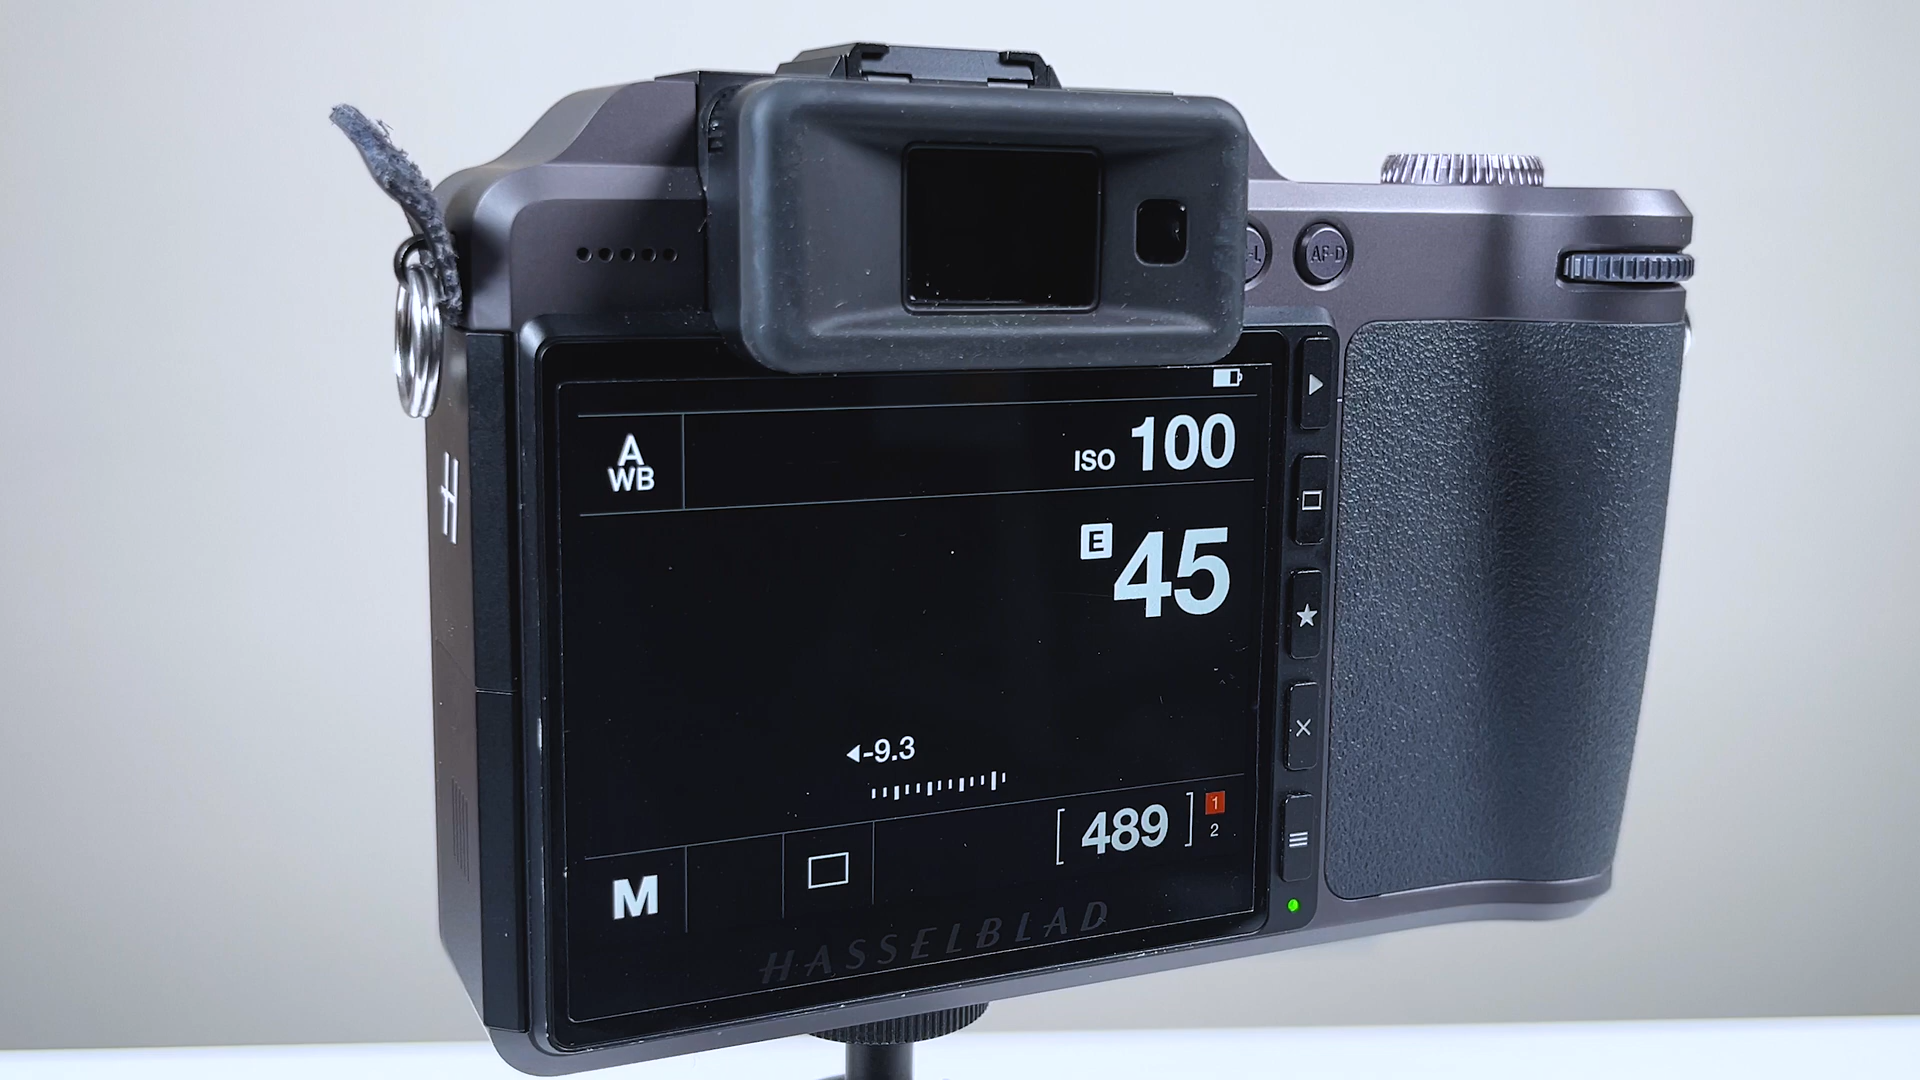 -L
AF-D
A
WB
ISO 100
E 45
-9.3
[ 489 ] 1
2
M
HASSELBLAD
H